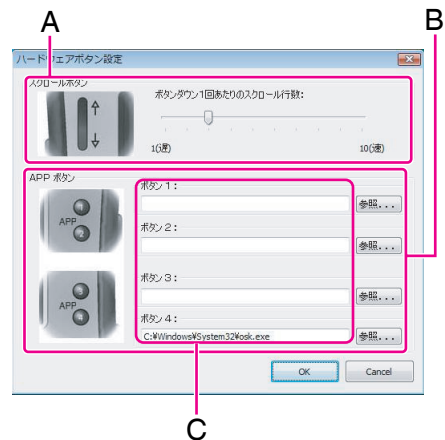 A
B
ハードウェアボタン設定
スクロールボタン
ボタンダウン1回あたりのスクロール行数:
1(遅)
10(速)
APP ボタン
ボタン 1:
APP
1
2
参照...
ボタン 2:
参照...
ボタン 3:
APP
3
4
参照...
ボタン 4:
C:¥Windows¥System32¥osk.exe
参照...
OK
Cancel
C